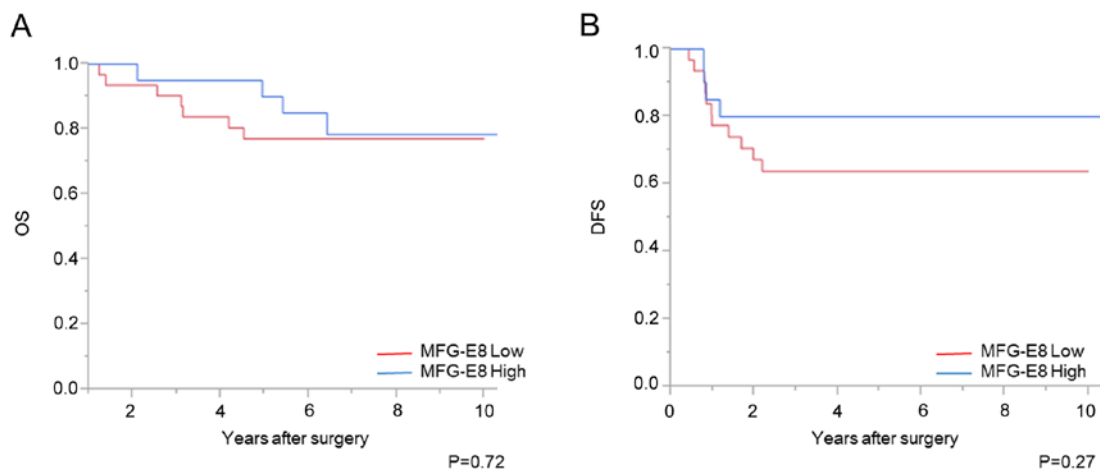 A
1.0
0.8
0.6
0.4
0.2
0.0
OS
MFG-E8 Low
MFG-E8 High
2 4 6 8 10
Years after surgery
P=0.72
B
1.0
0.8
0.6
0.4
0.2
0.0
DFS
MFG-E8 Low
MFG-E8 High
0 2 4 6 8 10
Years after surgery
P=0.27